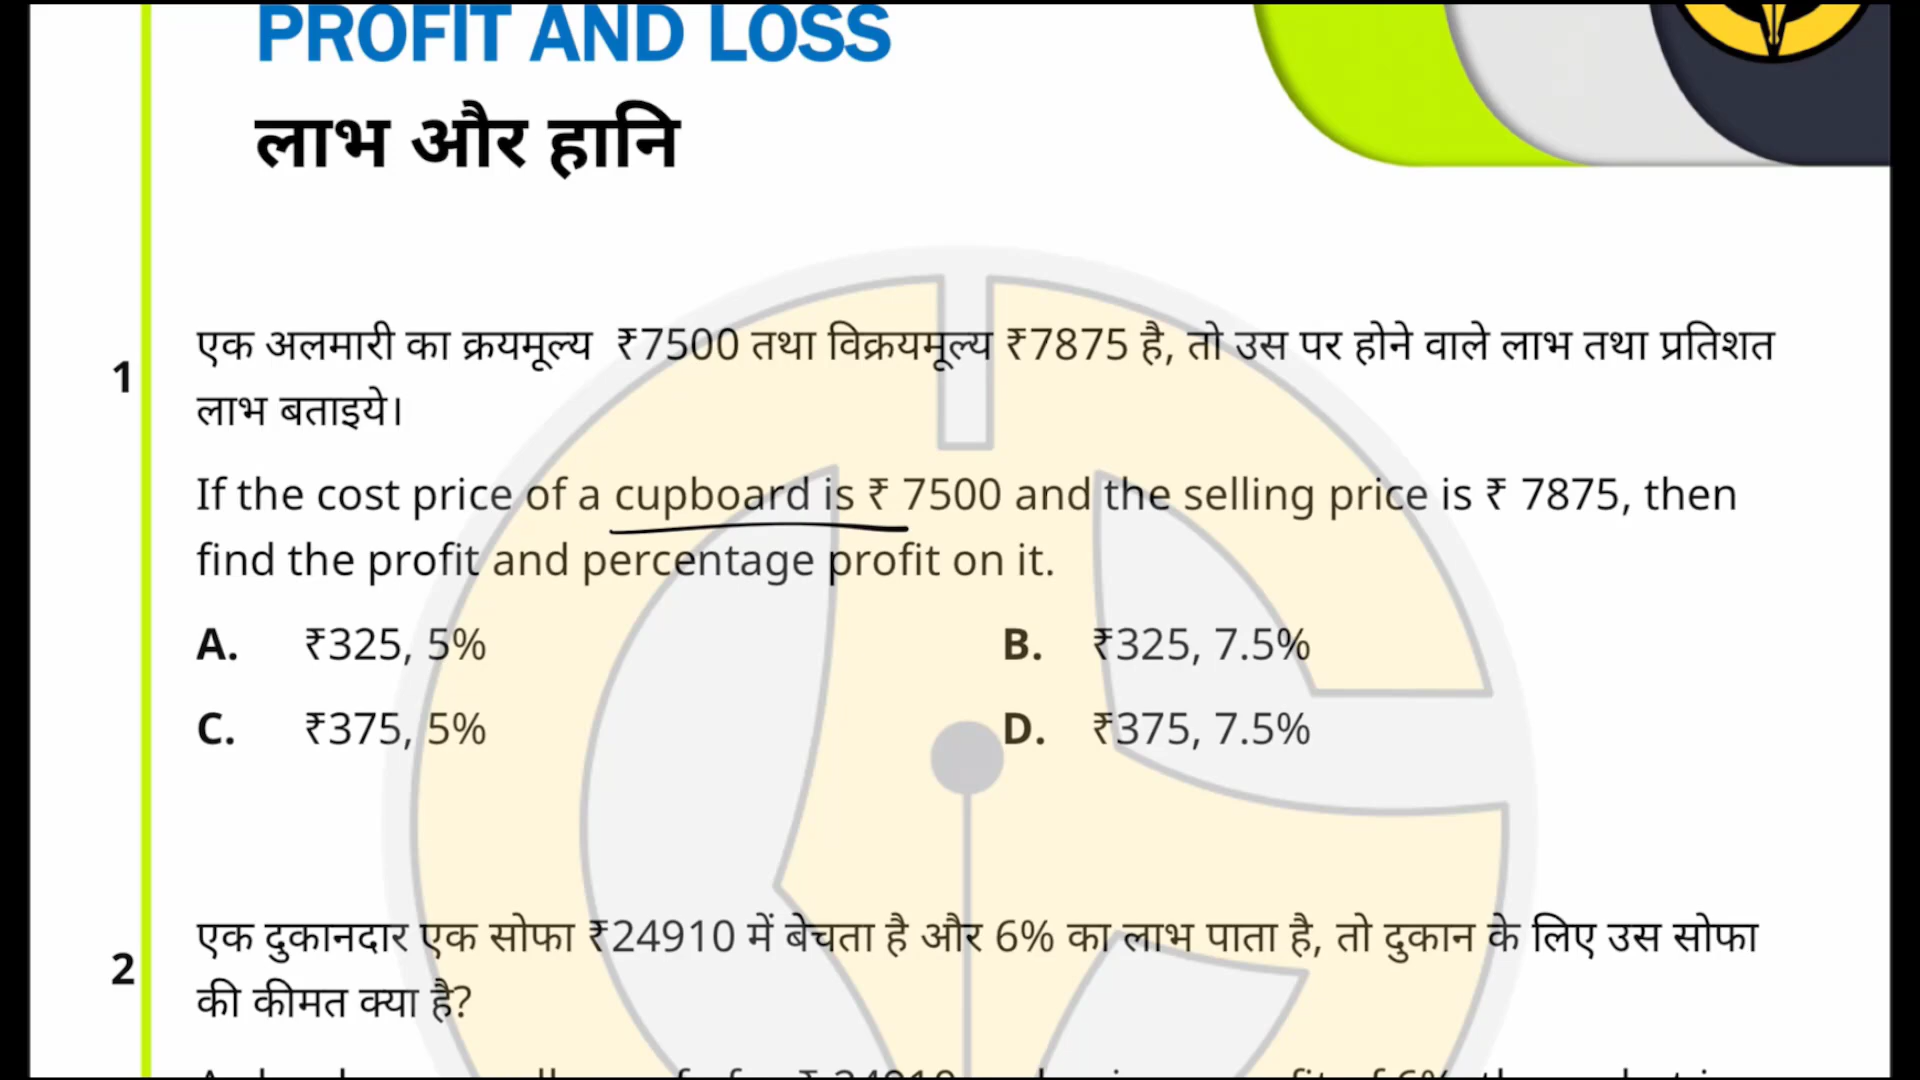 PROFIT AND LOSS
लाभ और हानि
1
एक अलमारी का क्रयमूल्य ₹7500 तथा विक्रयमूल्य ₹7875 है, तो उस पर होने वाले लाभ तथा प्रतिशत
लाभ बताइये।
If the cost price of a cupboard is ₹ 7500 and the selling price is ₹ 7875, then
find the profit and percentage profit on it.
A. ₹325, 5% B. ₹325, 7.5%
C. ₹375, 5% D. ₹375, 7.5%
2
एक दुकानदार एक सोफा ₹24910 में बेचता है और 6% का लाभ पाता है, तो दुकान के लिए उस सोफा
की कीमत क्या है?